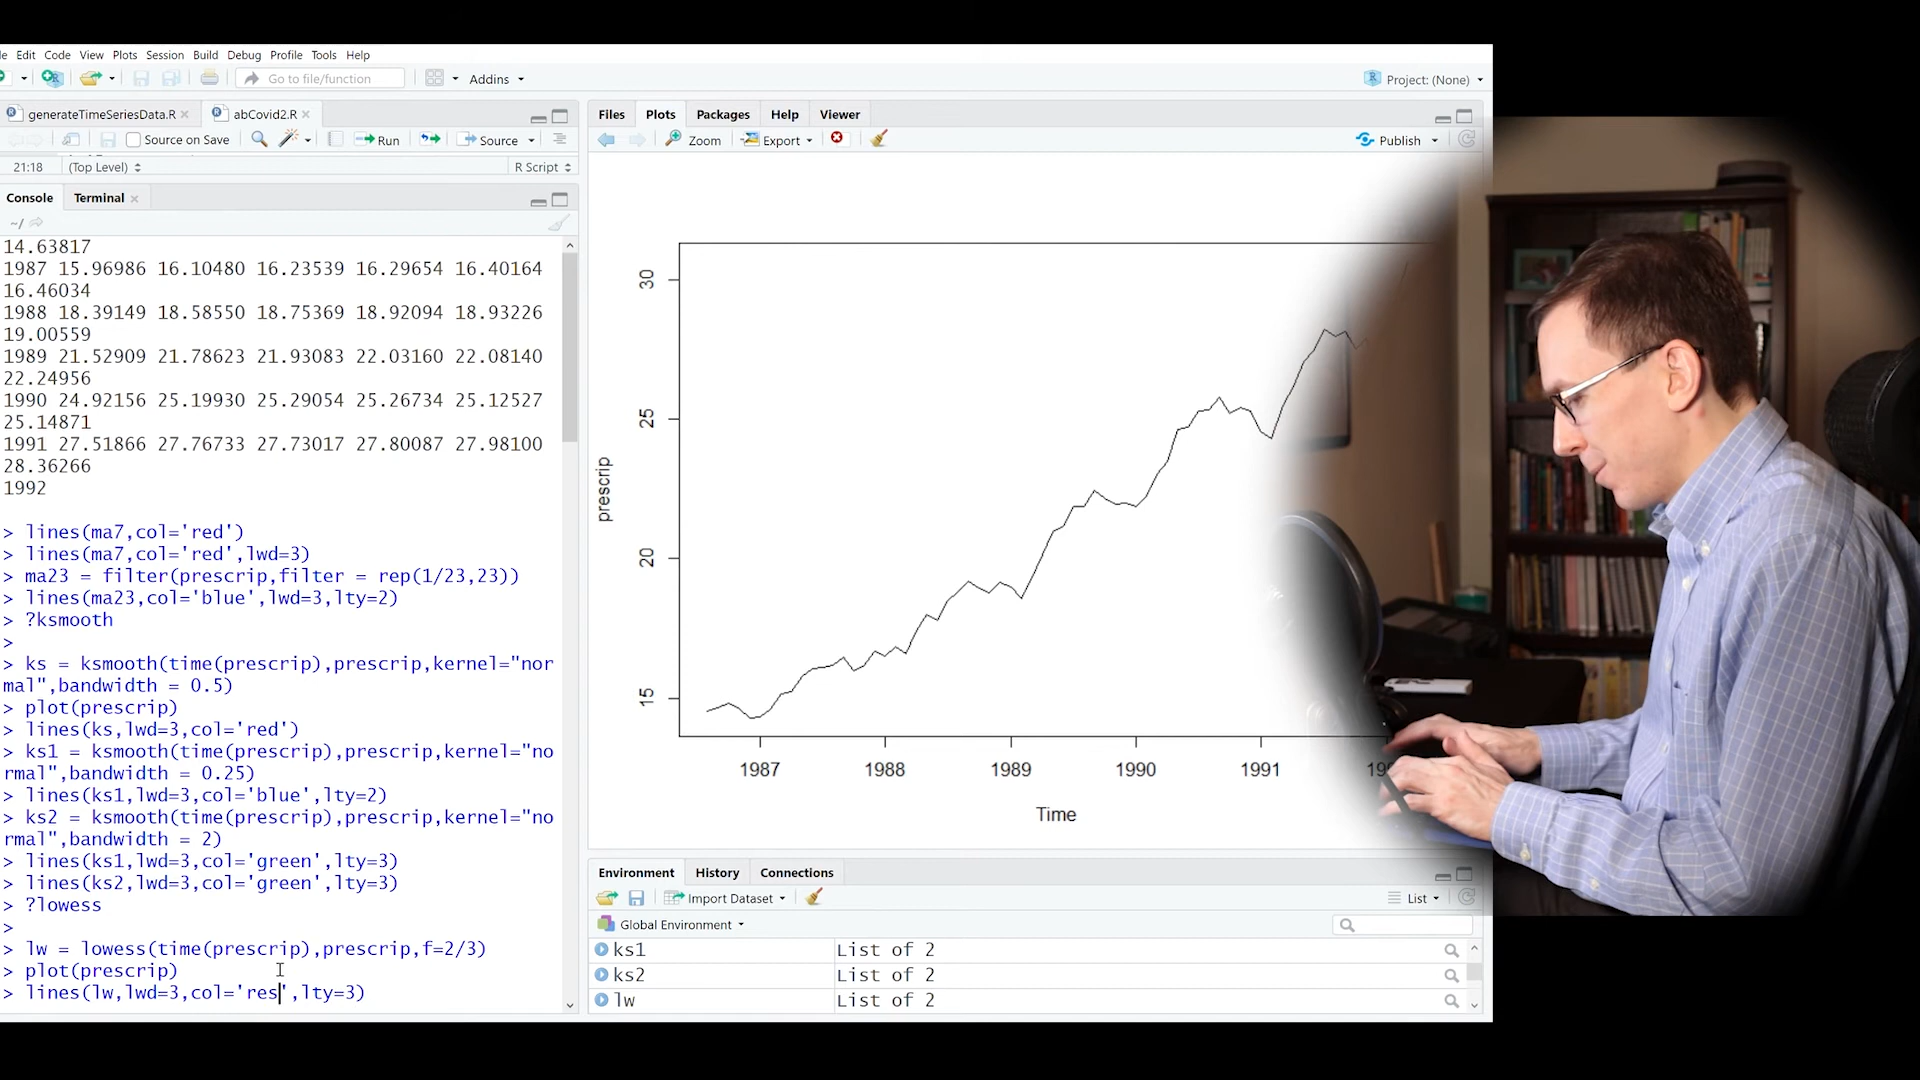 Edit Code View Plots Session Build Debug Profile Tools Help
Go to file/function
Addins
Project: (None)
generateTimeSeriesData.R
abCovid2.R
Source on Save
Run
Source
21:18
(Top Level)
R Script
Console
Terminal
~/
14.63817
1987 15.96986 16.10480 16.23539 16.29654 16.40164
16.46034
1988 18.39149 18.58550 18.75369 18.92094 18.93226
19.00559
1989 21.52909 21.78623 21.93083 22.03160 22.08140
22.24956
1990 24.92156 25.19930 25.29054 25.26734 25.12527
25.14871
1991 27.51866 27.76733 27.73017 27.80087 27.98100
28.36266
1992
> lines(ma7,col='red')
> lines(ma7,col='red',lwd=3)
> ma23 = filter(prescrip,filter = rep(1/23,23))
> lines(ma23,col='blue',lwd=3,lty=2)
> ?ksmooth
>
> ks = ksmooth(time(prescrip),prescrip,kernel="nor
mal",bandwidth = 0.5)
> plot(prescrip)
> lines(ks,lwd=3,col='red')
> ks1 = ksmooth(time(prescrip),prescrip,kernel="no
rmal",bandwidth = 0.25)
> lines(ks1,lwd=3,col='blue',lty=2)
> ks2 = ksmooth(time(prescrip),prescrip,kernel="no
rmal",bandwidth = 2)
> lines(ks1,lwd=3,col='green',lty=3)
> lines(ks2,lwd=3,col='green',lty=3)
> ?lowess
>
> lw = lowess(time(prescrip),prescrip,f=2/3)
> plot(prescrip)
> lines(lw,lwd=3,col='res',lty=3)
Files
Plots
Packages
Help
Viewer
Zoom
Export
Publish
prescrip
30
25
20
15
1987
1988
1989
1990
1991
Time
Environment
History
Connections
Import Dataset
List
Global Environment
ks1 List of 2
ks2 List of 2
lw List of 2